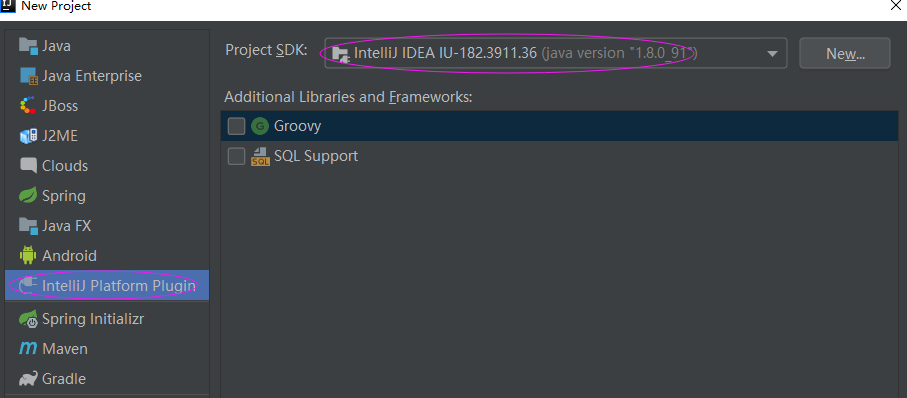 New Project
Java
Java Enterprise
JBoss
J2ME
Clouds
Spring
Java FX
Android
IntelliJ Platform Plugin
Spring Initializr
Maven
Gradle
Project SDK: IntelliJ IDEA IU-182.3911.36 (java version "1.8.0_91") New...
Additional Libraries and Frameworks:
Groovy
SQL Support